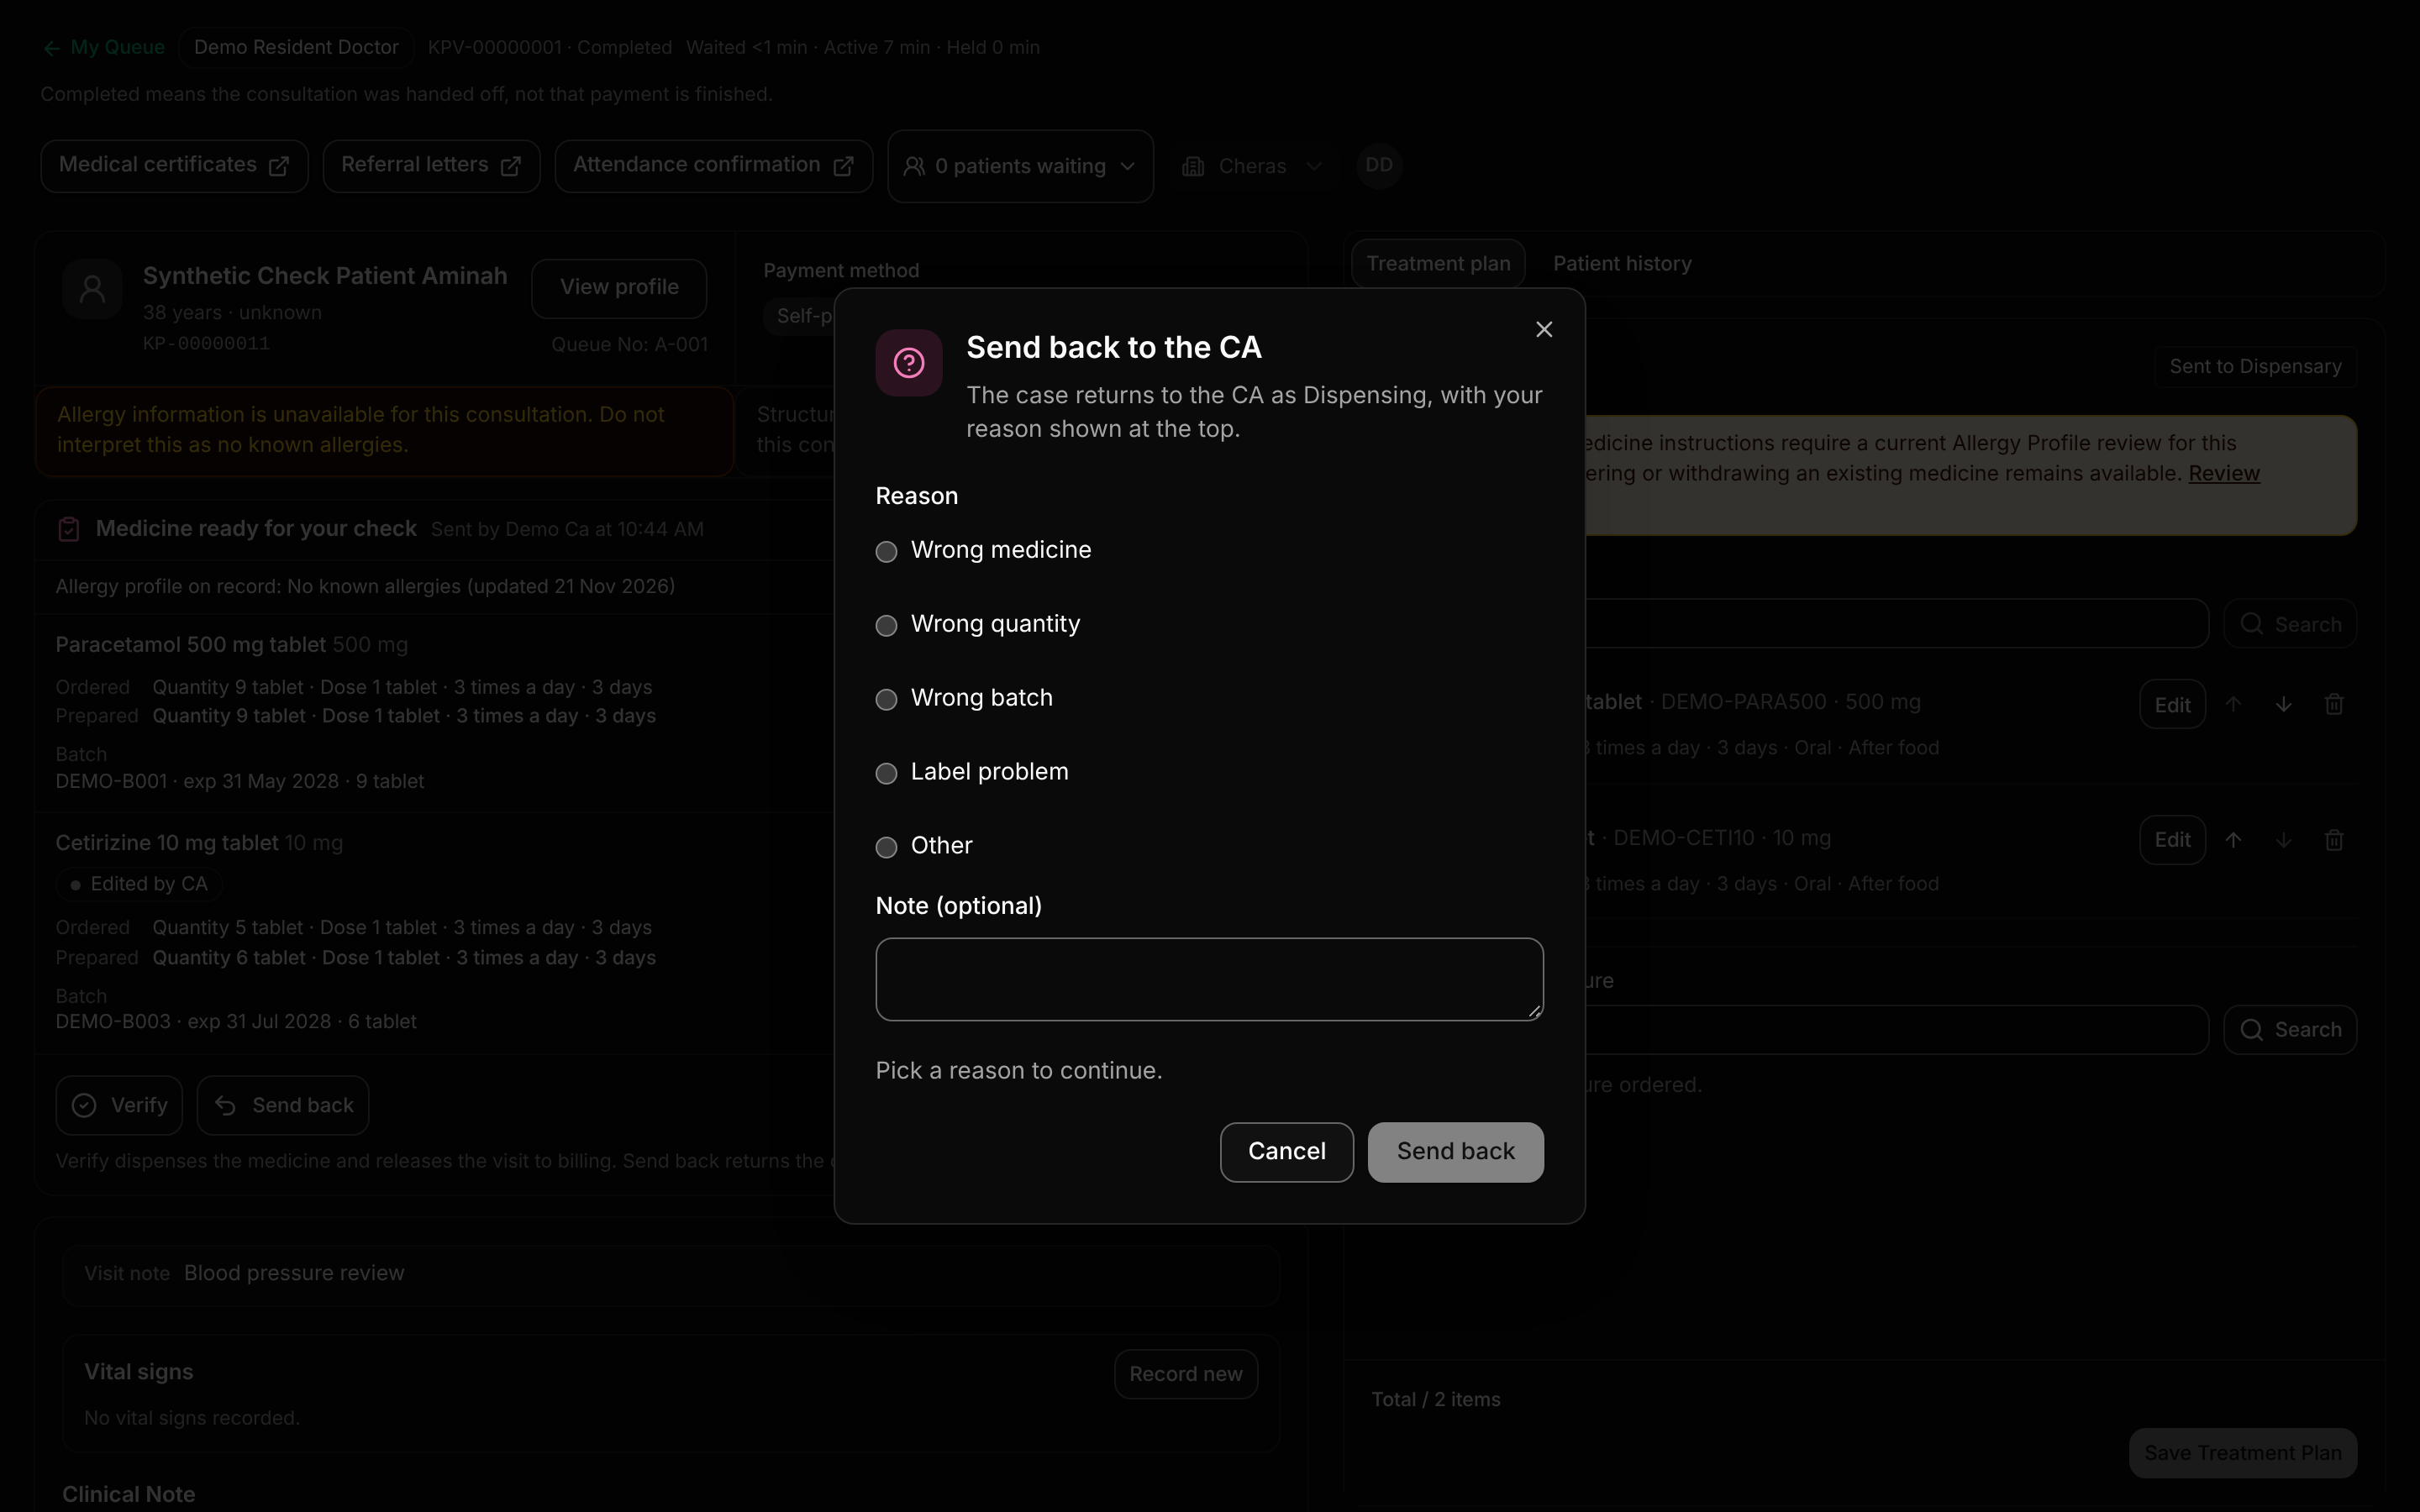 My Queue
Demo Resident Doctor
KPV-00000001 · Completed Waited <1 min · Active 7 min · Held 0 min
Completed means the consultation was handed off, not that payment is finished.
Medical certificates
Referral letters
Attendance confirmation
0 patients waiting
Cheras
DD
Synthetic Check Patient Aminah
38 years · unknown
KP-00000011
View profile
Queue No: A-001
Payment method
Self-p
Allergy information is unavailable for this consultation. Do not
interpret this as no known allergies.
Structur
this con
Medicine ready for your check Sent by Demo Ca at 10:44 AM
Allergy profile on record: No known allergies (updated 21 Nov 2026)
Paracetamol 500 mg tablet 500 mg
Ordered Quantity 9 tablet · Dose 1 tablet · 3 times a day · 3 days
Prepared Quantity 9 tablet · Dose 1 tablet · 3 times a day · 3 days
Batch
DEMO-B001 · exp 31 May 2028 · 9 tablet
Cetirizine 10 mg tablet 10 mg
Edited by CA
Ordered Quantity 5 tablet · Dose 1 tablet · 3 times a day · 3 days
Prepared Quantity 6 tablet · Dose 1 tablet · 3 times a day · 3 days
Batch
DEMO-B003 · exp 31 Jul 2028 · 6 tablet
Verify
Send back
Verify dispenses the medicine and releases the visit to billing. Send back returns the
Visit note Blood pressure review
Vital signs
Record new
No vital signs recorded.
Clinical Note
Send back to the CA
The case returns to the CA as Dispensing, with your
reason shown at the top.
Reason
Wrong medicine
Wrong quantity
Wrong batch
Label problem
Other
Note (optional)
Pick a reason to continue.
Cancel
Send back
Treatment plan
Patient history
Sent to Dispensary
edicine instructions require a current Allergy Profile review for this
ering or withdrawing an existing medicine remains available. Review
Search
tablet · DEMO-PARA500 · 500 mg
Edit
times a day · 3 days · Oral · After food
t · DEMO-CETI10 · 10 mg
Edit
times a day · 3 days · Oral · After food
ure
Search
ure ordered.
Total / 2 items
Save Treatment Plan